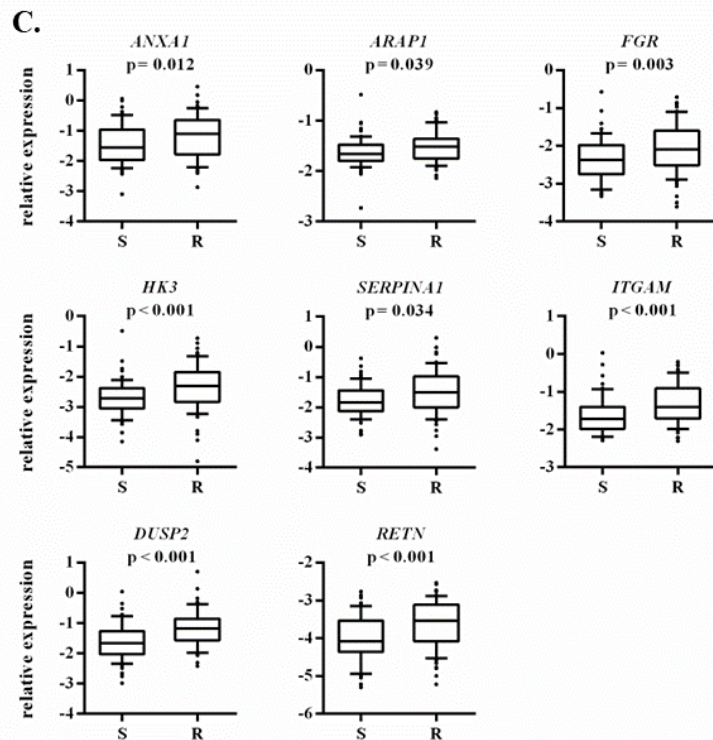 C.
ANXA1
p = 0.012
relative expression
1
0
-1
-2
-3
-4
S R
ARAP1
p = 0.039
0
-1
-2
-3
S R
FGR
p = 0.003
0
-1
-2
-3
-4
S R
HK3
p < 0.001
relative expression
0
-1
-2
-3
-4
-5
S R
SERPINA1
p = 0.034
1
0
-1
-2
-3
-4
S R
ITGAM
p < 0.001
1
0
-1
-2
-3
S R
DUSP2
p < 0.001
relative expression
1
0
-1
-2
-3
-4
S R
RETN
p < 0.001
-2
-3
-4
-5
-6
S R